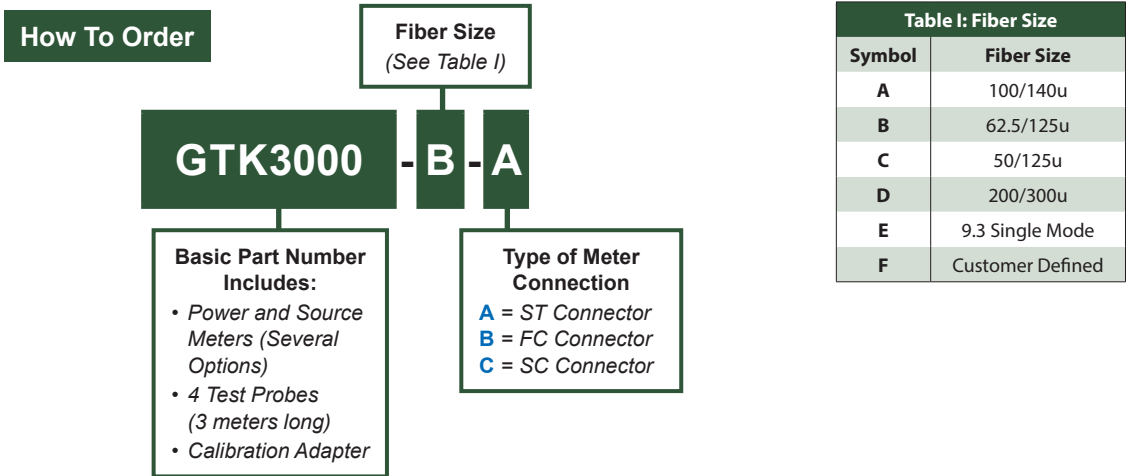 How To Order
Fiber Size
(See Table I)
GTK3000 - B - A
Basic Part Number
Includes:
• Power and Source
Meters (Several
Options)
• 4 Test Probes
(3 meters long)
• Calibration Adapter
Type of Meter
Connection
A = ST Connector
B = FC Connector
C = SC Connector
Table I: Fiber Size
Symbol Fiber Size
A 100/140u
B 62.5/125u
C 50/125u
D 200/300u
E 9.3 Single Mode
F Customer Defined